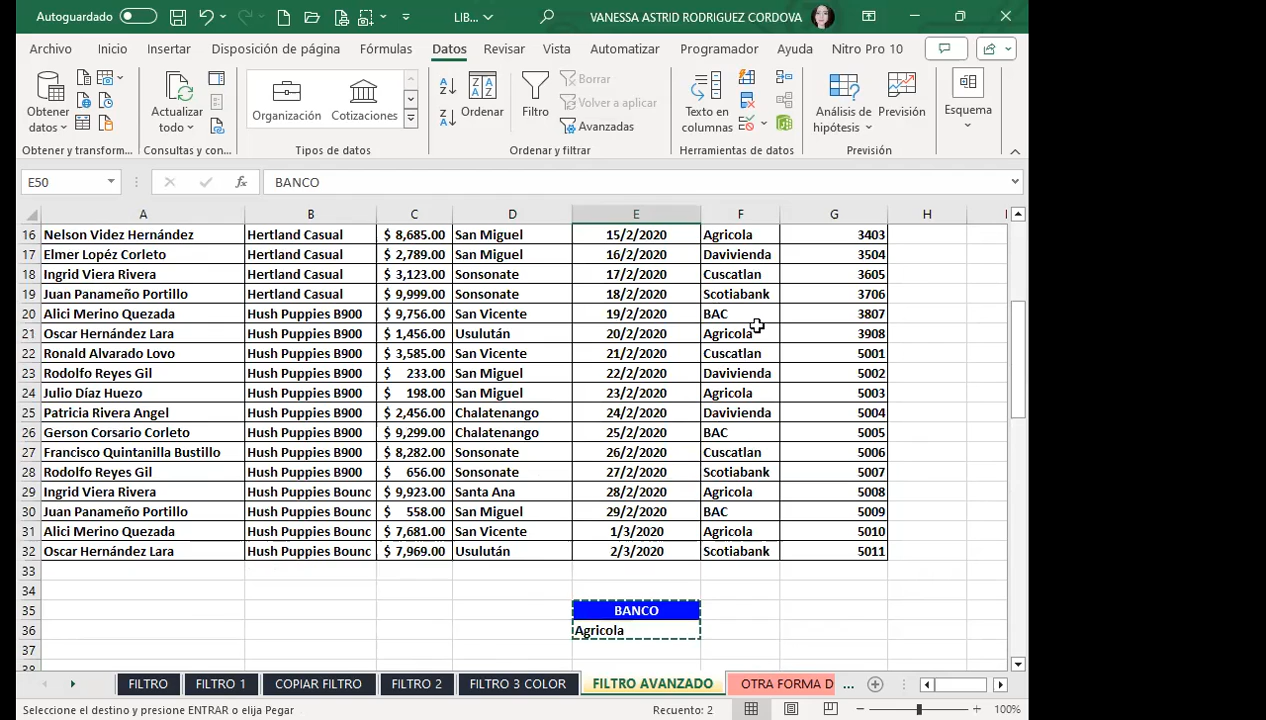 Autoguardado LIB... VANESSA ASTRID RODRIGUEZ CORDOVA
Archivo Inicio Insertar Disposición de página Fórmulas Datos Revisar Vista Automatizar Programador Ayuda Nitro Pro 10
Obtener datos Actualizar todo Organización Cotizaciones Ordenar Filtro Borrar Volver a aplicar Avanzadas Texto en columnas Análisis de hipótesis Previsión Esquema
Obtener y transform... Consultas y con... Tipos de datos Ordenar y filtrar Herramientas de datos Previsión
E50 fx BANCO
A B C D E F G H I
16 Nelson Videz Hernández Hertland Casual $ 8,685.00 San Miguel 15/2/2020 Agricola 3403
17 Elmer Lopéz Corleto Hertland Casual $ 2,789.00 San Miguel 16/2/2020 Davivienda 3504
18 Ingrid Viera Rivera Hertland Casual $ 3,123.00 Sonsonate 17/2/2020 Cuscatlan 3605
19 Juan Panameño Portillo Hertland Casual $ 9,999.00 Sonsonate 18/2/2020 Scotiabank 3706
20 Alici Merino Quezada Hush Puppies B900 $ 9,756.00 San Vicente 19/2/2020 BAC 3807
21 Oscar Hernández Lara Hush Puppies B900 $ 1,456.00 Usulután 20/2/2020 Agricola 3908
22 Ronald Alvarado Lovo Hush Puppies B900 $ 3,585.00 San Vicente 21/2/2020 Cuscatlan 5001
23 Rodolfo Reyes Gil Hush Puppies B900 $ 233.00 San Miguel 22/2/2020 Davivienda 5002
24 Julio Díaz Huezo Hush Puppies B900 $ 198.00 San Miguel 23/2/2020 Agricola 5003
25 Patricia Rivera Angel Hush Puppies B900 $ 2,456.00 Chalatenango 24/2/2020 Davivienda 5004
26 Gerson Corsario Corleto Hush Puppies B900 $ 9,299.00 Chalatenango 25/2/2020 BAC 5005
27 Francisco Quintanilla Bustillo Hush Puppies B900 $ 8,282.00 Sonsonate 26/2/2020 Cuscatlan 5006
28 Rodolfo Reyes Gil Hush Puppies B900 $ 656.00 Sonsonate 27/2/2020 Scotiabank 5007
29 Ingrid Viera Rivera Hush Puppies Bounc $ 9,923.00 Santa Ana 28/2/2020 Agricola 5008
30 Juan Panameño Portillo Hush Puppies Bounc $ 558.00 San Miguel 29/2/2020 BAC 5009
31 Alici Merino Quezada Hush Puppies Bounc $ 7,681.00 San Vicente 1/3/2020 Agricola 5010
32 Oscar Hernández Lara Hush Puppies Bounc $ 7,969.00 Usulután 2/3/2020 Scotiabank 5011
33
34
35 BANCO
36 Agricola
37
38
FILTRO FILTRO 1 COPIAR FILTRO FILTRO 2 FILTRO 3 COLOR FILTRO AVANZADO OTRA FORMA D ...
Seleccione el destino y presione ENTRAR o elija Pegar Recuento: 2 100%